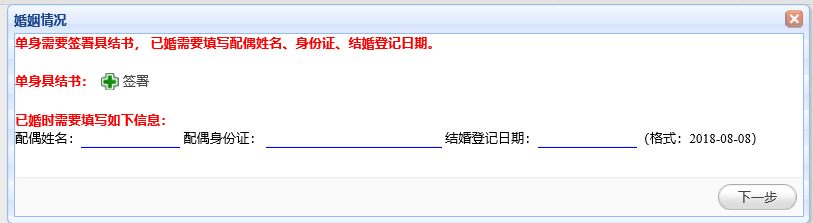 婚姻情况
单身需要签署具结书， 已婚需要填写配偶姓名、身份证、结婚登记日期。
单身具结书： 签署
已婚时需要填写如下信息：
配偶姓名： 配偶身份证： 结婚登记日期： （格式：2018-08-08）
下一步